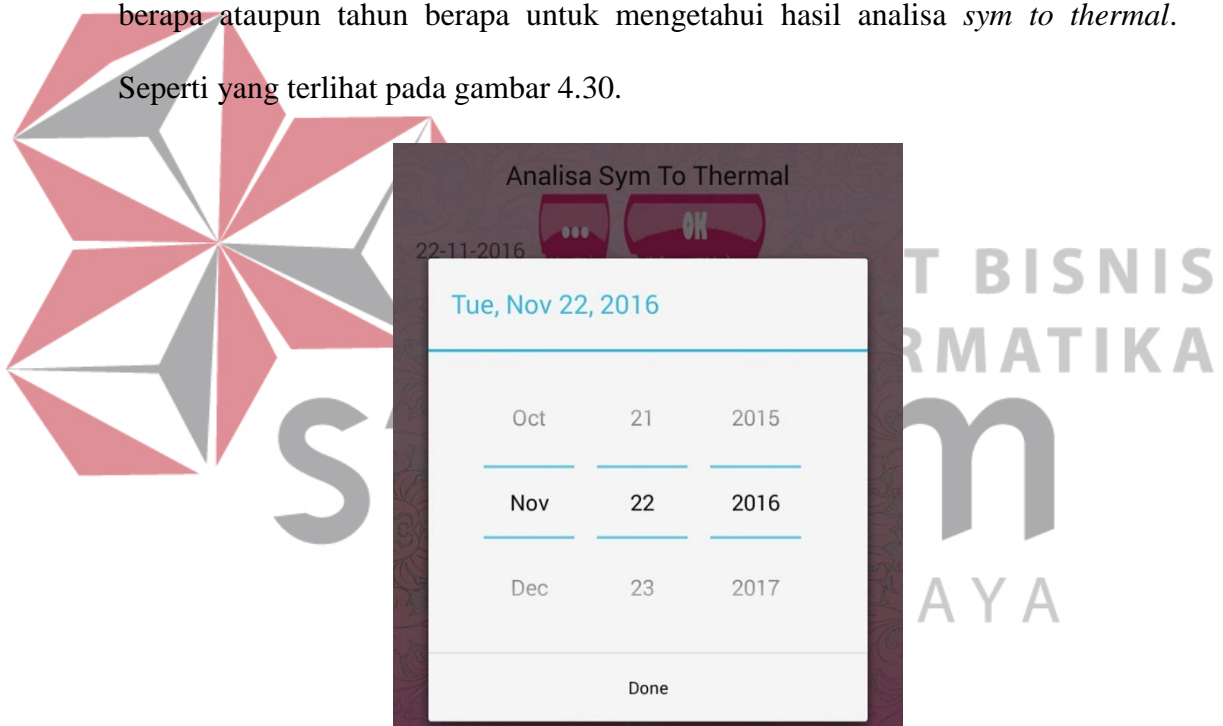 berapa ataupun tahun berapa untuk mengetahui hasil analisa sym to thermal.
Seperti yang terlihat pada gambar 4.30.
Analisa Sym To Thermal
22-11-2016 ... OK
T BISNIS
RMATIKA
Tue, Nov 22, 2016
Oct 21 2015
Nov 22 2016
Dec 23 2017
S m
AYA
Done